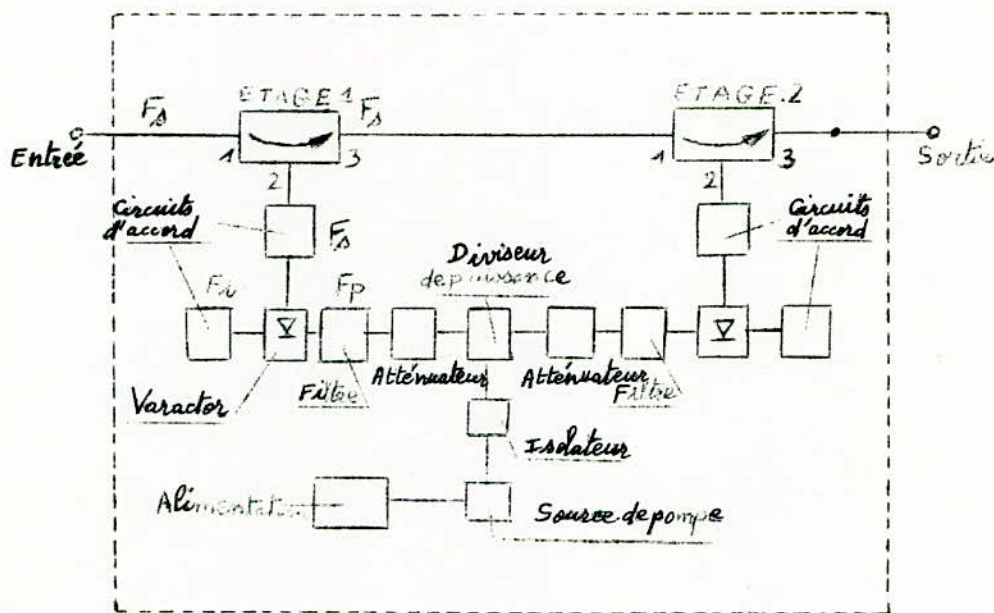 ETAGE 1
ETAGE.2
Fs
Fs
Entrée
1
3
1
3
Sortie
2
2
Circuits
d'accord
Fs
Circuits
d'accord
Diviseur
de puissance
Fi
Fp
Atténuateur
Atténuateur
Filtre
Filtre
Varactor
Isolateur
Alimentation
Source de pompe